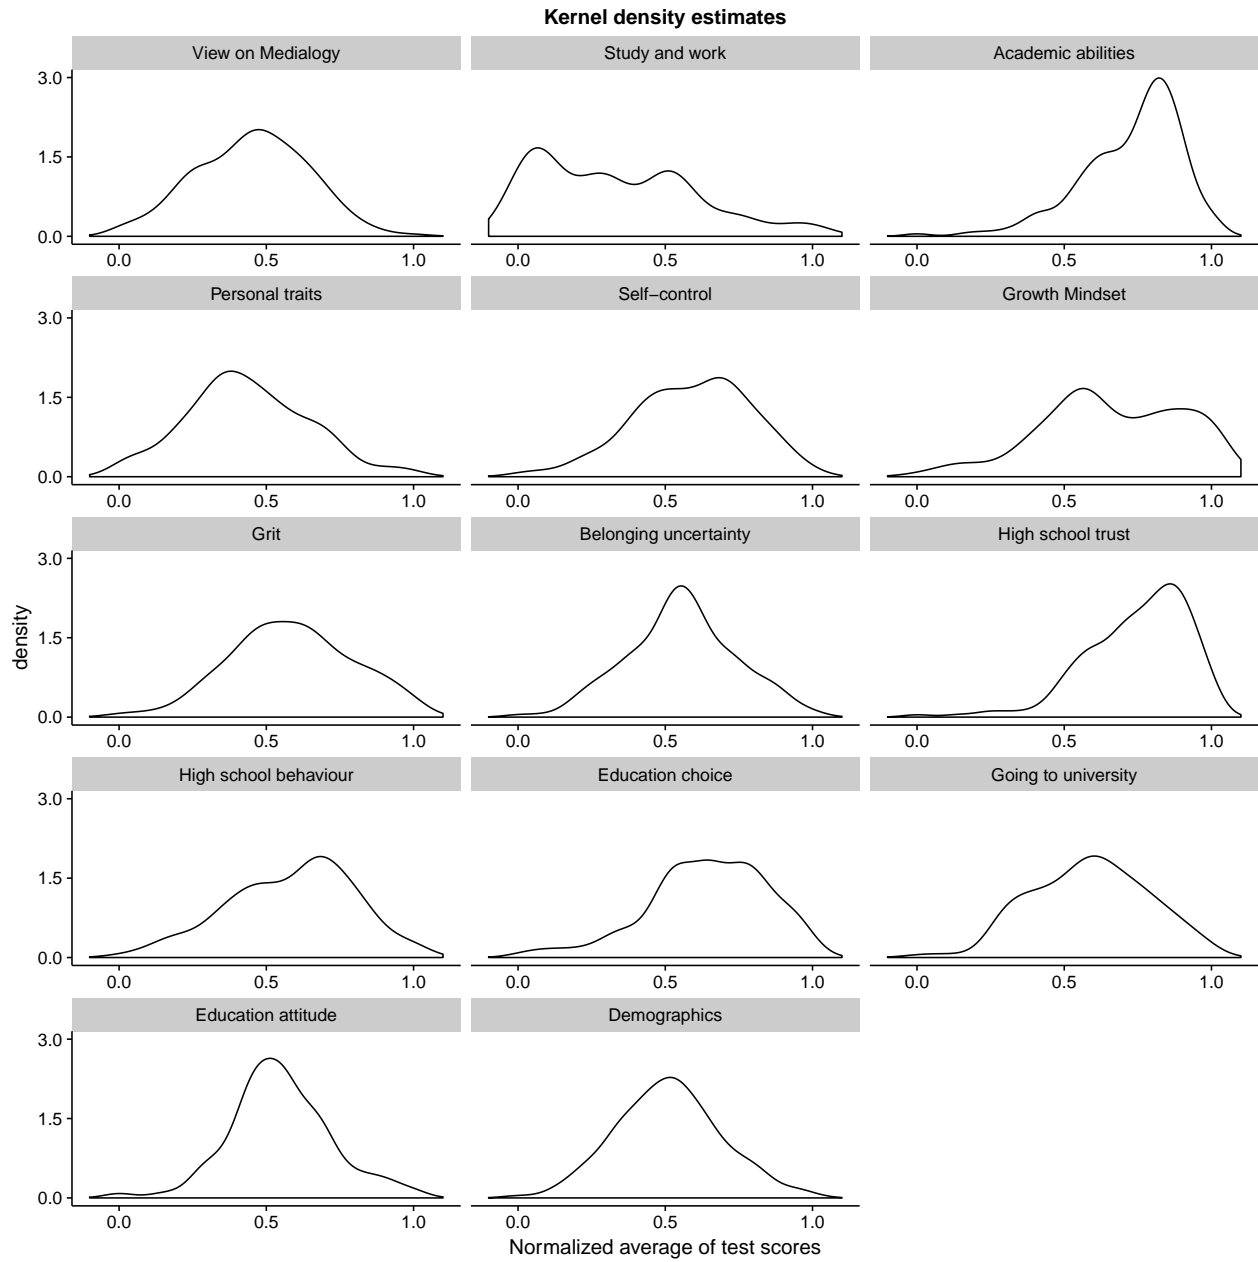 Kernel density estimates
View on Medialogy
Study and work
Academic abilities
3.0
1.5
0.0
0.0 0.5 1.0
0.0 0.5 1.0
0.0 0.5 1.0
Personal traits
Self−control
Growth Mindset
3.0
1.5
0.0
0.0 0.5 1.0
0.0 0.5 1.0
0.0 0.5 1.0
Grit
Belonging uncertainty
High school trust
3.0
1.5
0.0
0.0 0.5 1.0
0.0 0.5 1.0
0.0 0.5 1.0
density
High school behaviour
Education choice
Going to university
3.0
1.5
0.0
0.0 0.5 1.0
0.0 0.5 1.0
0.0 0.5 1.0
Education attitude
Demographics
3.0
1.5
0.0
0.0 0.5 1.0
0.0 0.5 1.0
Normalized average of test scores